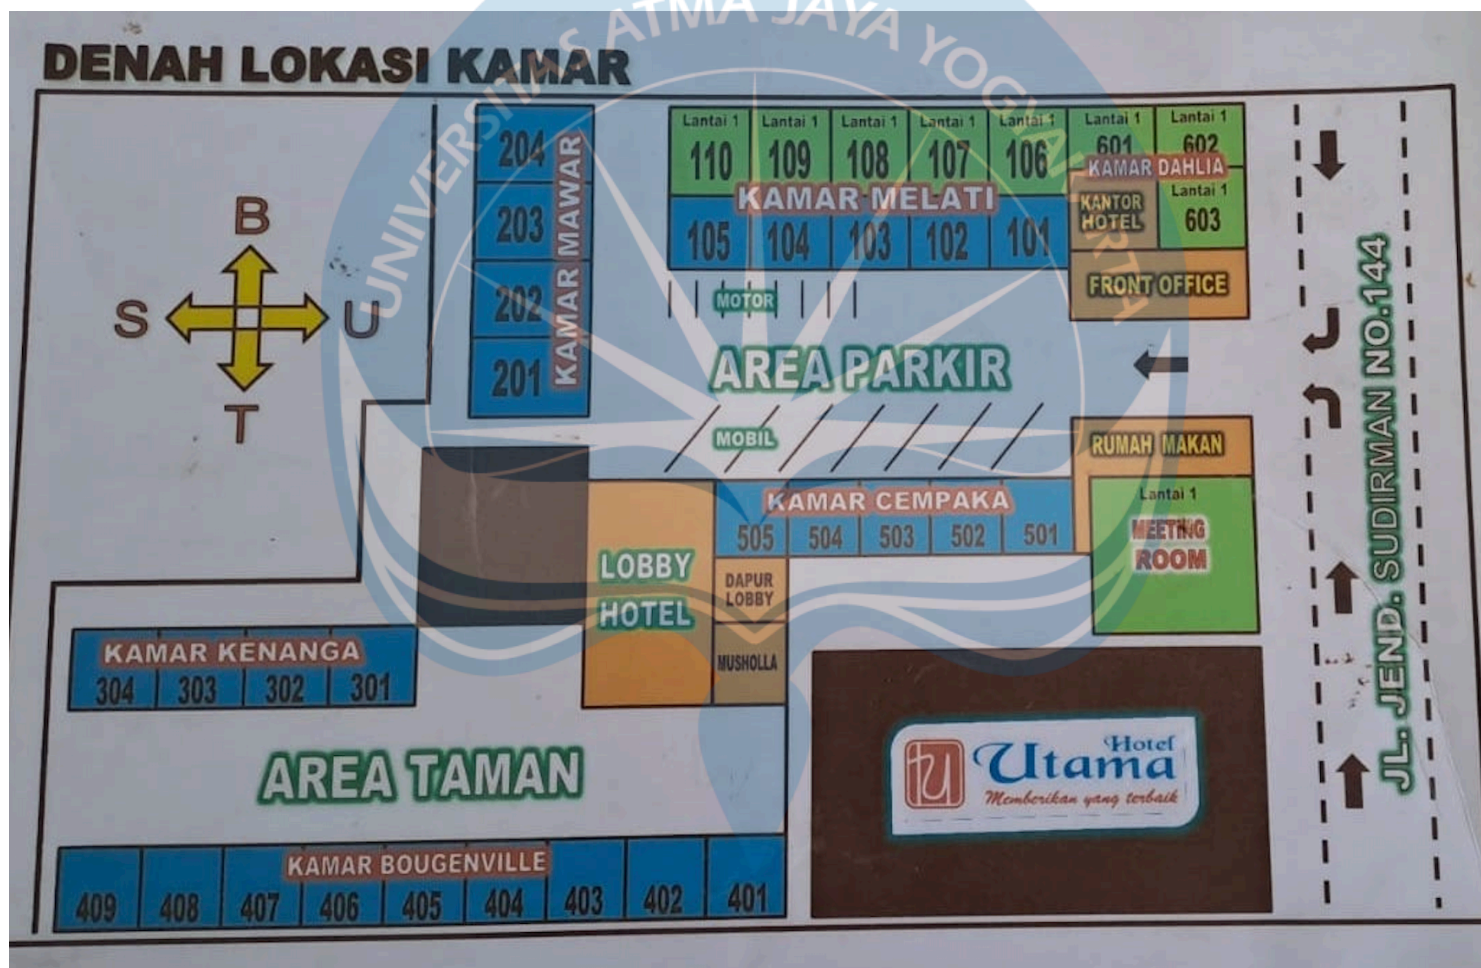 UNIVERSITAS ATMA JAYA YOGYAKARTA
DENAH LOKASI KAMAR
B
S
U
T
204
203
202
201
KAMAR MAWAR
Lantai 1
110
Lantai 1
109
Lantai 1
108
Lantai 1
107
Lantai 1
106
KAMAR MELATI
105
104
103
102
101
Lantai 1
601
Lantai 1
602
KAMAR DAHLIA
KANTOR
HOTEL
Lantai 1
603
FRONT OFFICE
MOTOR
AREA PARKIR
MOBIL
RUMAH MAKAN
Lantai 1
MEETING
ROOM
KAMAR CEMPAKA
505
504
503
502
501
LOBBY
HOTEL
DAPUR
LOBBY
MUSHOLLA
KAMAR KENANGA
304
303
302
301
AREA TAMAN
KAMAR BOUGENVILLE
409
408
407
406
405
404
403
402
401
tu
Hotel
Utama
Memberikan yang terbaik
JL. JEND. SUDIRMAN NO.144